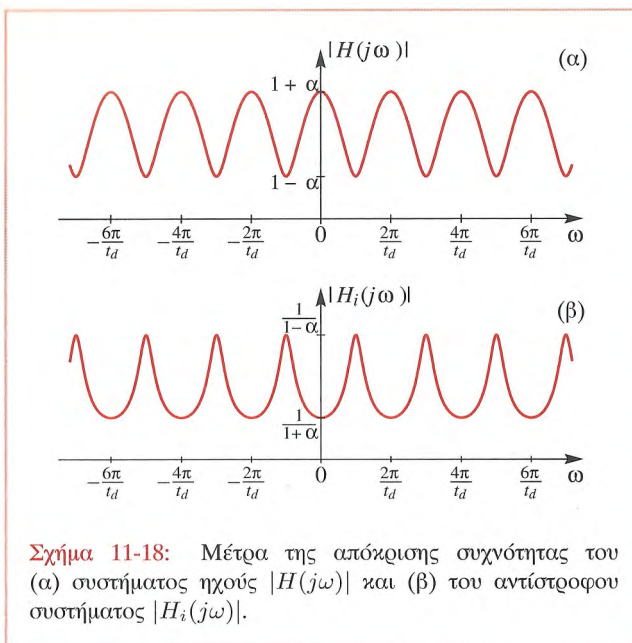 |H(jω)|
(α)
1 + α
1 − α
−6π/t_d −4π/t_d −2π/t_d 0 2π/t_d 4π/t_d 6π/t_d ω
|H_i(jω)|
(β)
1/(1−α)
1/(1+α)
−6π/t_d −4π/t_d −2π/t_d 0 2π/t_d 4π/t_d 6π/t_d ω
Σχήμα 11-18: Μέτρα της απόκρισης συχνότητας του
(α) συστήματος ηχούς |H(jω)| και (β) του αντίστροφου
συστήματος |H_i(jω)|.